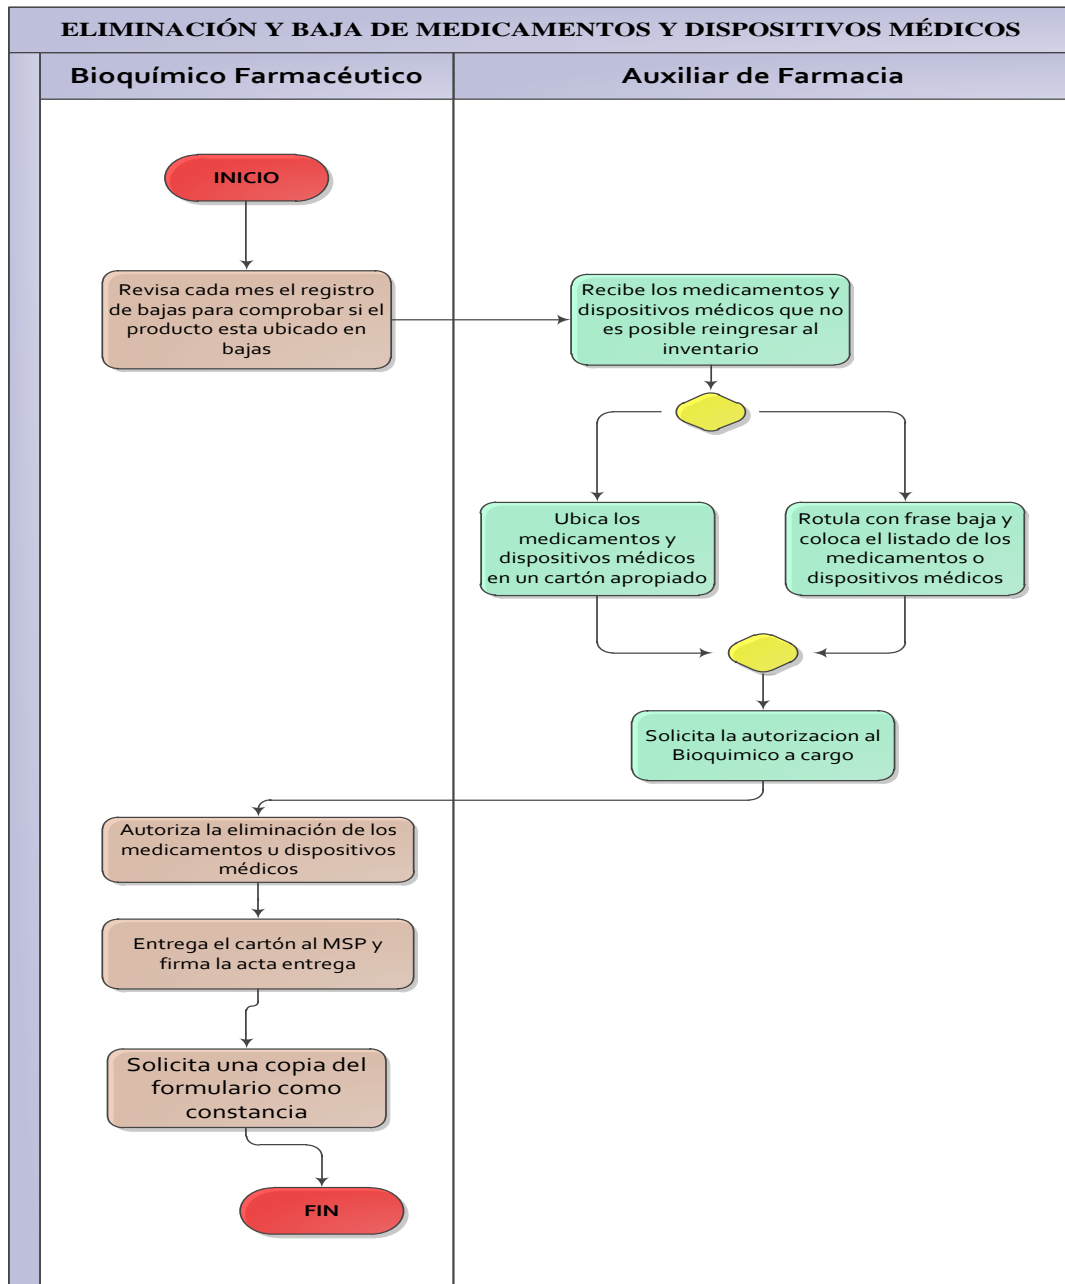 ELIMINACIÓN Y BAJA DE MEDICAMENTOS Y DISPOSITIVOS MÉDICOS
Bioquímico Farmacéutico
Auxiliar de Farmacia
INICIO
Revisa cada mes el registro
de bajas para comprobar si el
producto esta ubicado en
bajas
Recibe los medicamentos y
dispositivos médicos que no
es posible reingresar al
inventario
Ubica los
medicamentos y
dispositivos médicos
en un cartón apropiado
Rotula con frase baja y
coloca el listado de los
medicamentos o
dispositivos médicos
Solicita la autorizacion al
Bioquimico a cargo
Autoriza la eliminación de los
medicamentos u dispositivos
médicos
Entrega el cartón al MSP y
firma la acta entrega
Solicita una copia del
formulario como
constancia
FIN